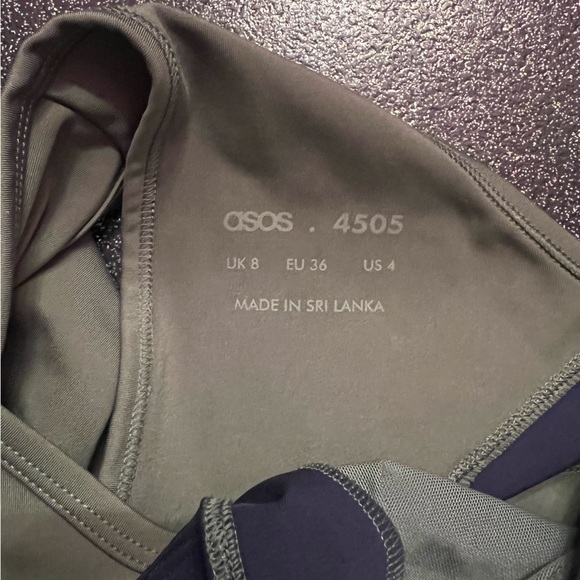 asos . 4505
UK 8 EU 36 US 4
MADE IN SRI LANKA